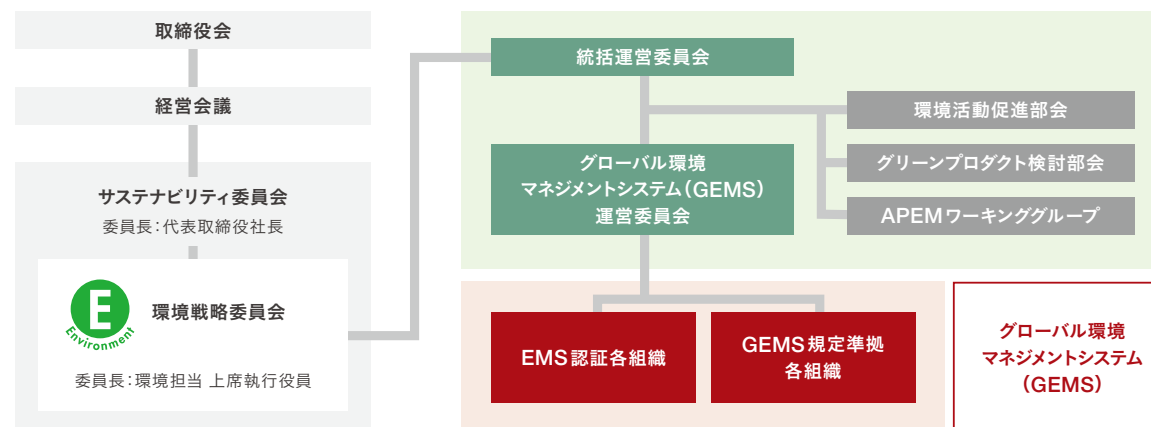 取締役会
経営会議
サステナビリティ委員会
委員長：代表取締役社長
E
Environment
環境戦略委員会
委員長：環境担当 上席執行役員
統括運営委員会
環境活動促進部会
グリーンプロダクト検討部会
APEMワーキンググループ
グローバル環境
マネジメントシステム（GEMS）
運営委員会
EMS認証各組織
GEMS規定準拠
各組織
グローバル環境
マネジメントシステム
（GEMS）